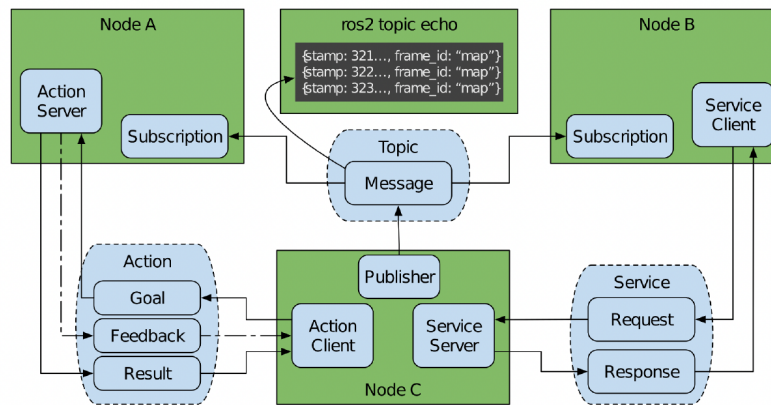 Node A
ros2 topic echo
Node B
{stamp: 321..., frame_id: “map”}
{stamp: 322..., frame_id: “map”}
{stamp: 323..., frame_id: “map”}
Action
Server
Subscription
Subscription
Service
Client
Topic
Message
Action
Goal
Feedback
Result
Publisher
Action
Client
Service
Server
Node C
Service
Request
Response